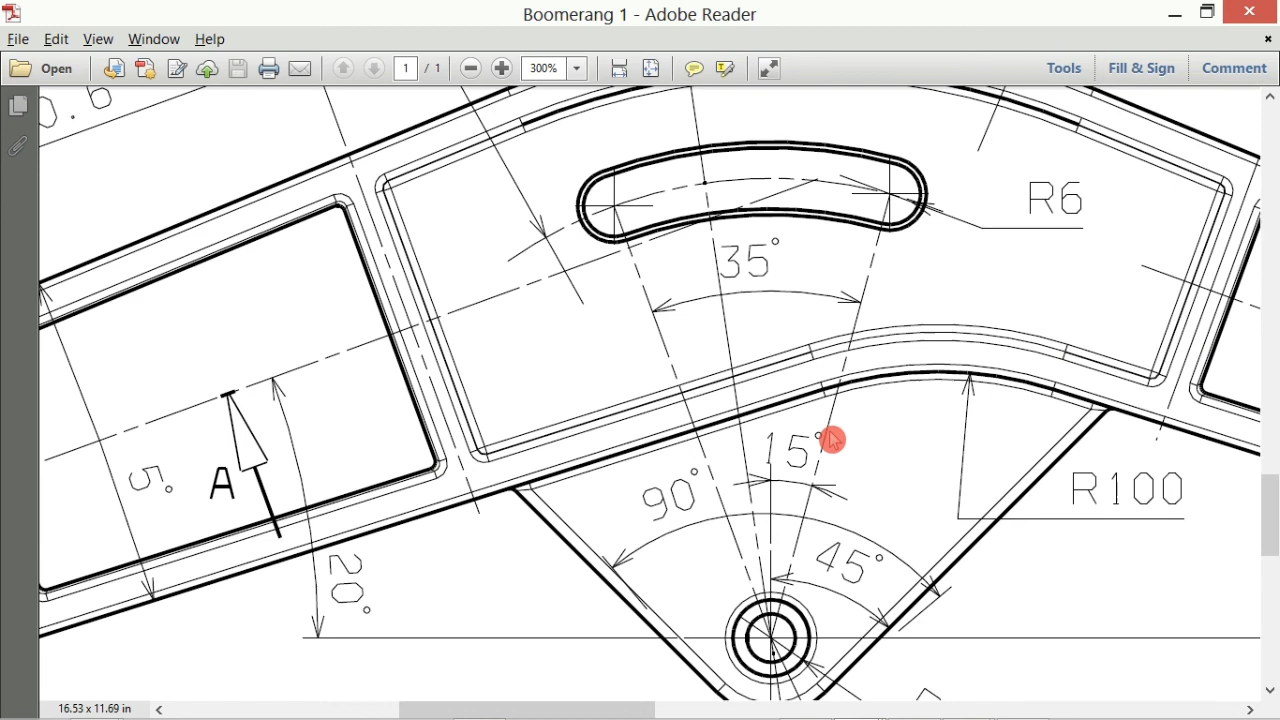 Boomerang 1 - Adobe Reader
File Edit View Window Help
Open 1 / 1 300% Tools Fill & Sign Comment
R6
35°
15°
5°
A
90°
R100
45°
20°
16.53 x 11.69 in